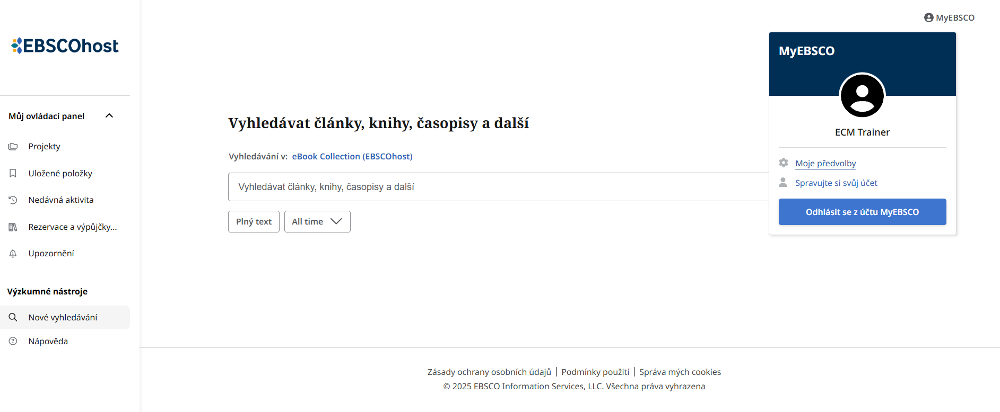 MyEBSCO
EBSCOhost
MyEBSCO
ECM Trainer
Moje předvolby
Spravujte si svůj účet
Odhlásit se z účtu MyEBSCO
Můj ovládací panel
Projekty
Uložené položky
Nedávná aktivita
Rezervace a výpůjčky...
Upozornění
Výzkumné nástroje
Nové vyhledávání
Nápověda
Vyhledávat články, knihy, časopisy a další
Vyhledávání v: eBook Collection (EBSCOhost)
Vyhledávat články, knihy, časopisy a další
Plný text
All time
Zásady ochrany osobních údajů | Podmínky použití | Správa mých cookies
© 2025 EBSCO Information Services, LLC. Všechna práva vyhrazena